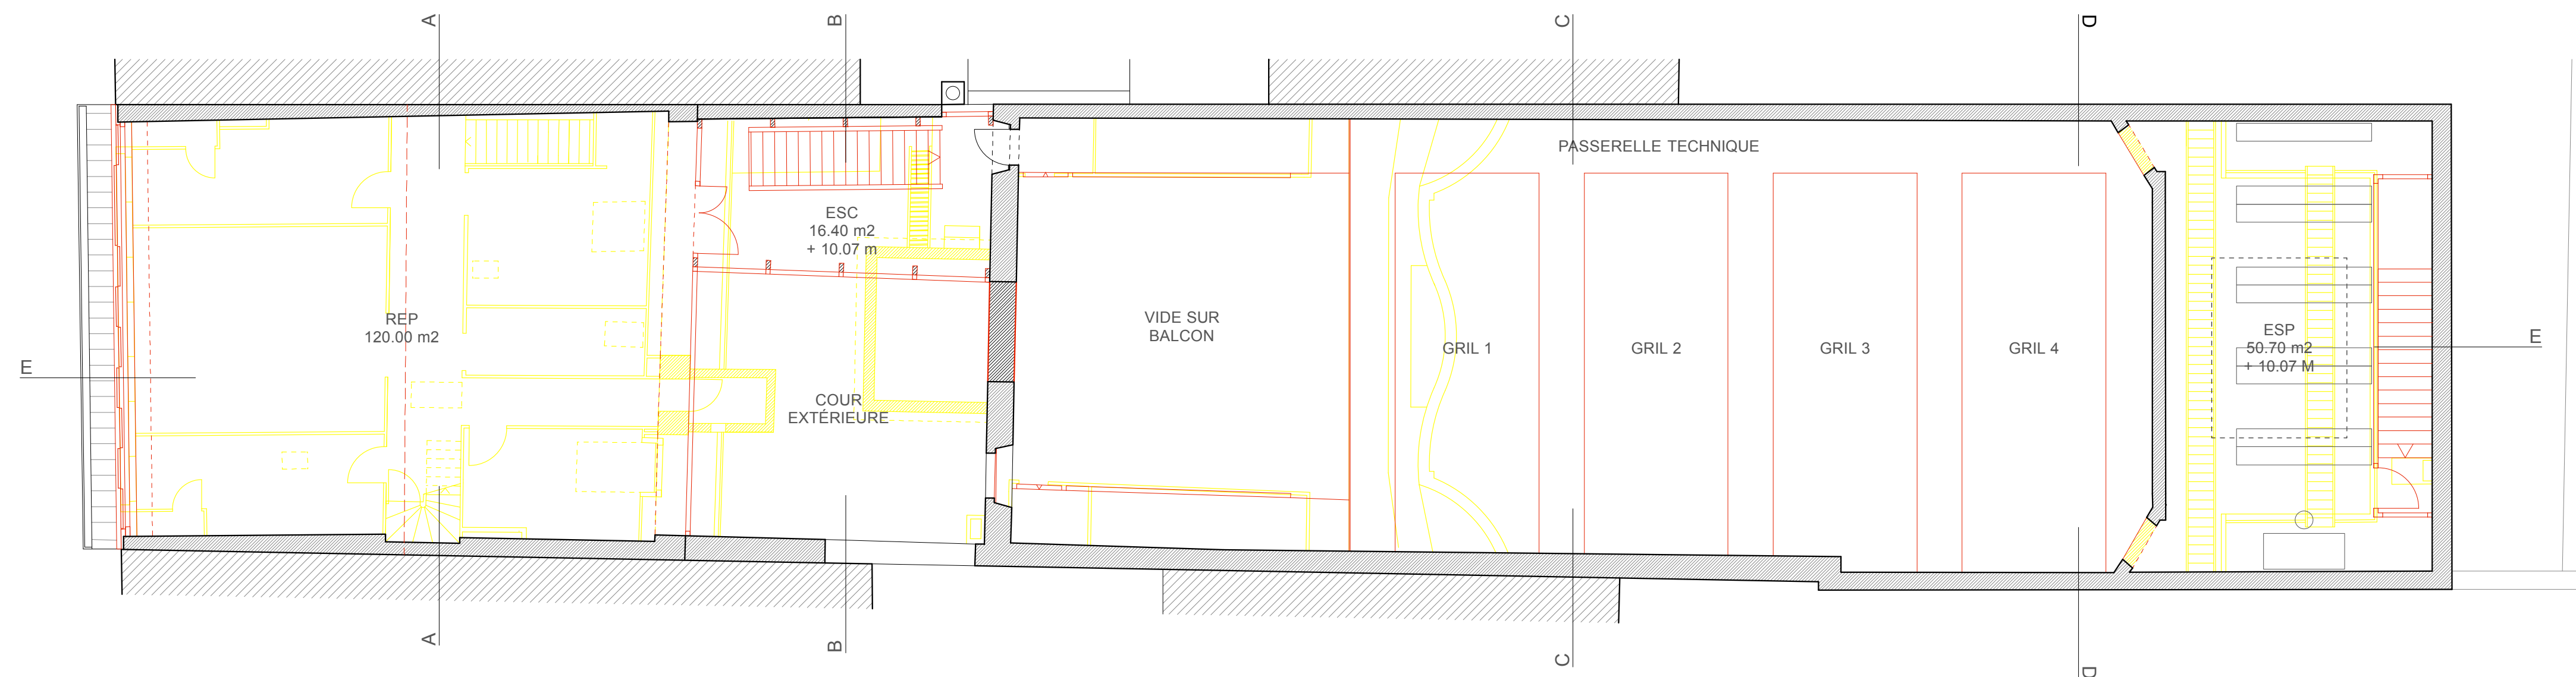 A
B
C
D
PASSERELLE TECHNIQUE
ESC
16.40 m2
+ 10.07 m
REP
120.00 m2
VIDE SUR
BALCON
GRIL 1
GRIL 2
GRIL 3
GRIL 4
ESP
50.70 m2
+ 10.07 M
E
E
COUR
EXTÉRIEURE
A
B
C
D